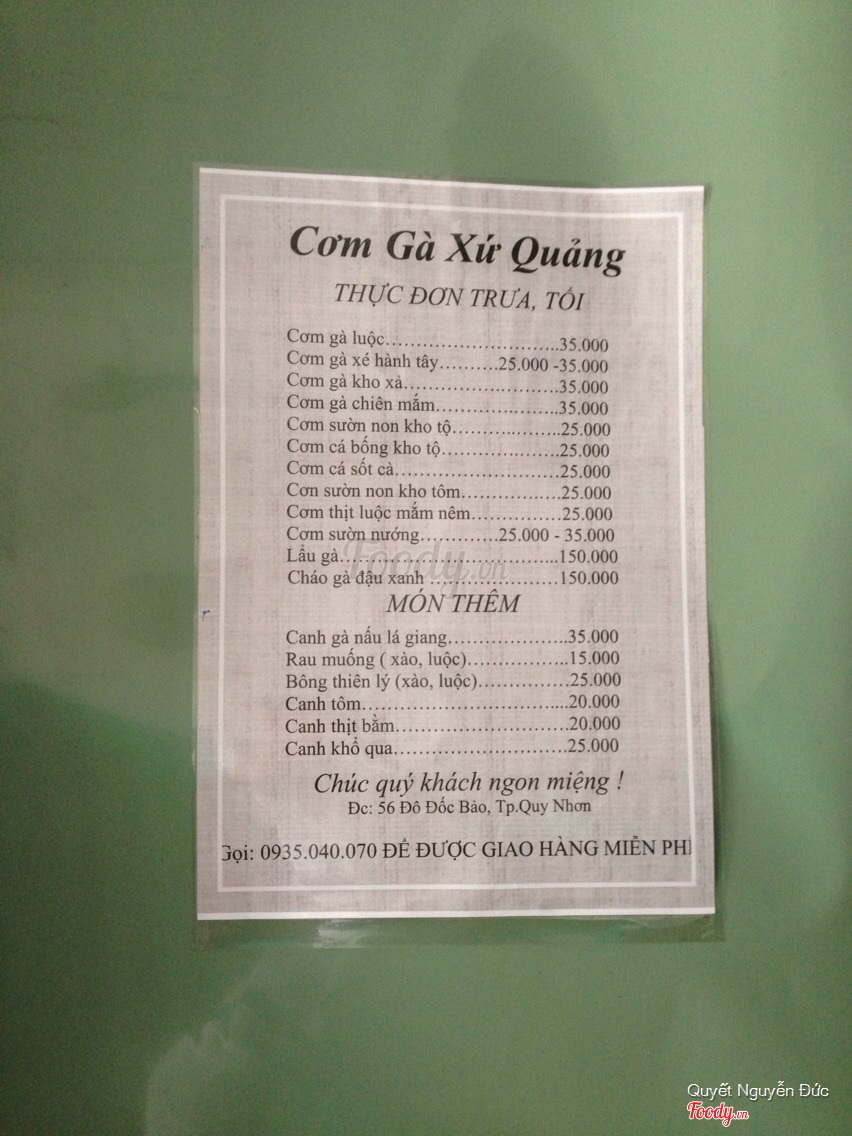 Cơm Gà Xứ Quảng
THỰC ĐƠN TRƯA, TỐI
Cơm gà luộc……………………….…..35.000
Cơm gà xé hành tây……….25.000 -35.000
Cơm gà kho xả……………………….35.000
Cơm gà chiên mắm………………….35.000
Cơm sườn non kho tộ………..……..25.000
Cơm cá bống kho tộ…………………25.000
Cơm cá sốt cà……………………….25.000
Cơn sườn non kho tôm………………25.000
Cơm thịt luộc mắm nêm……………25.000
Cơm sườn nướng………….25.000 - 35.000
Lẩu gà……………………………...150.000
Cháo gà đậu xanh …………………150.000
MÓN THÊM
Canh gà nấu lá giang………………..35.000
Rau muống ( xào, luộc)……………..15.000
Bông thiên lý (xào, luộc)……………25.000
Canh tôm…………………………....20.000
Canh thịt bằm……………………….20.000
Canh khổ qua……………………….25.000
Chúc quý khách ngon miệng !
Đc: 56 Đô Đốc Bảo, Tp.Quy Nhơn
Gọi: 0935.040.070 ĐỂ ĐƯỢC GIAO HÀNG MIỄN PHÍ
Foody.vn
Quyết Nguyễn Đức
Foody.vn